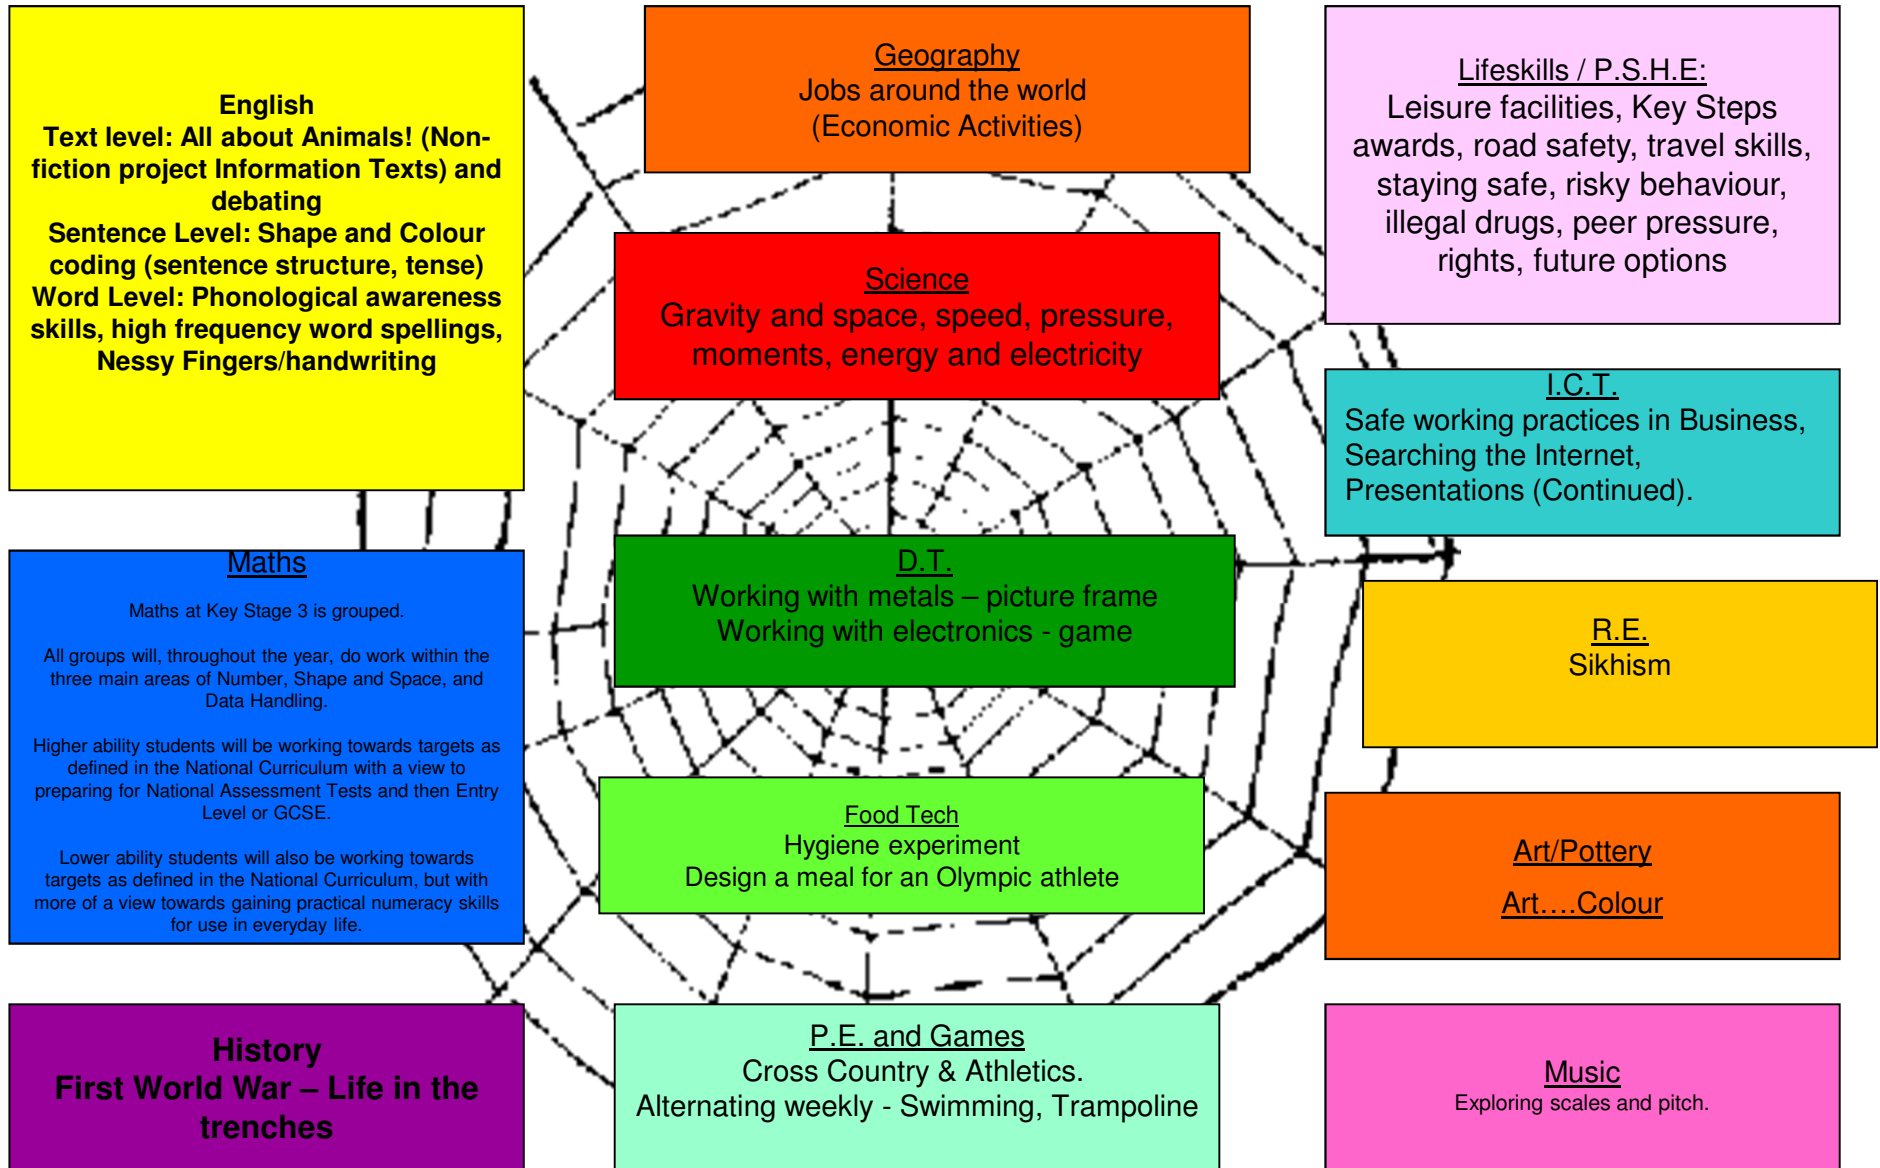 English
Text level: All about Animals! (Non-
fiction project Information Texts) and
debating
Sentence Level: Shape and Colour
coding (sentence structure, tense)
Word Level: Phonological awareness
skills, high frequency word spellings,
Nessy Fingers/handwriting
Geography
Jobs around the world
(Economic Activities)
Lifeskills / P.S.H.E:
Leisure facilities, Key Steps
awards, road safety, travel skills,
staying safe, risky behaviour,
illegal drugs, peer pressure,
rights, future options
Science
Gravity and space, speed, pressure,
moments, energy and electricity
I.C.T.
Safe working practices in Business,
Searching the Internet,
Presentations (Continued).
Maths
Maths at Key Stage 3 is grouped.
All groups will, throughout the year, do work within the
three main areas of Number, Shape and Space, and
Data Handling.
Higher ability students will be working towards targets as
defined in the National Curriculum with a view to
preparing for National Assessment Tests and then Entry
Level or GCSE.
Lower ability students will also be working towards
targets as defined in the National Curriculum, but with
more of a view towards gaining practical numeracy skills
for use in everyday life.
D.T.
Working with metals – picture frame
Working with electronics - game
R.E.
Sikhism
Food Tech
Hygiene experiment
Design a meal for an Olympic athlete
Art/Pottery
Art….Colour
History
First World War – Life in the
trenches
P.E. and Games
Cross Country & Athletics.
Alternating weekly - Swimming, Trampoline
Music
Exploring scales and pitch.